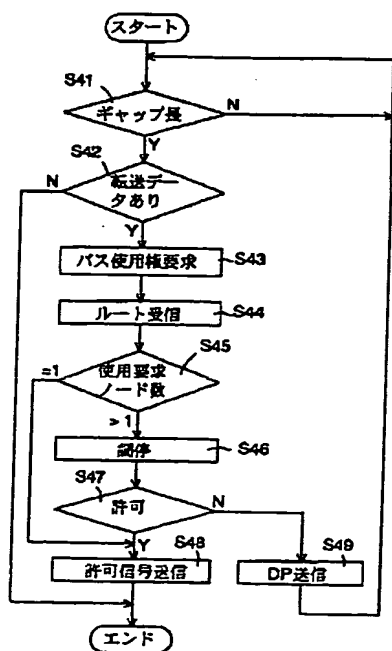 スタート
S41
ギャップ長
N
Y
S42
N
転送デー
タあり
Y
バス使用権要求
S43
ルート受信
S44
S45
=1
使用要求
ノード数
>1
調停
S46
S47
許可
N
Y
S48
許可信号送信
S49
DP送信
エンド